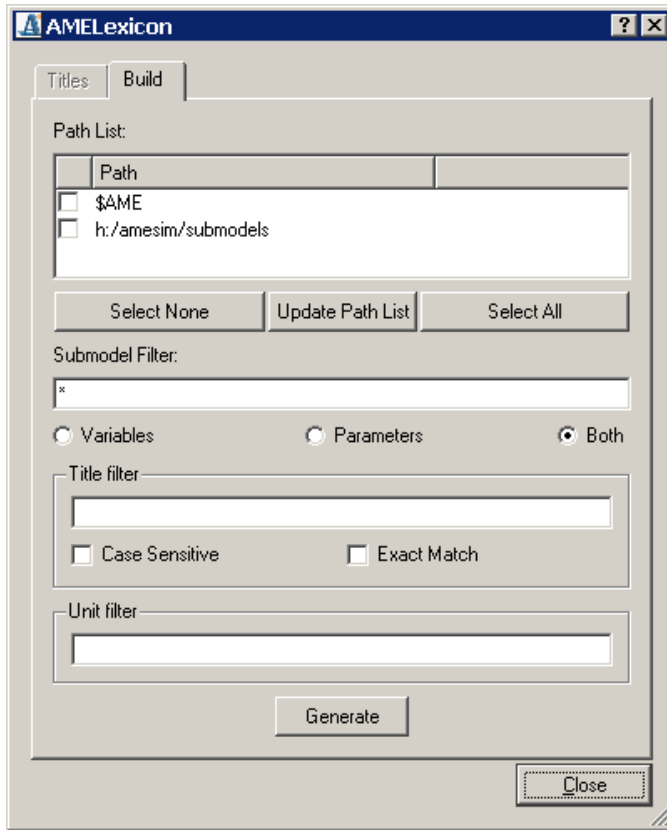 AMELexicon
Titles Build
Path List:
Path
$AME
h:/amesim/submodels
Select None Update Path List Select All
Submodel Filter:
*
Variables Parameters Both
Title filter
Case Sensitive Exact Match
Unit filter
Generate
Close